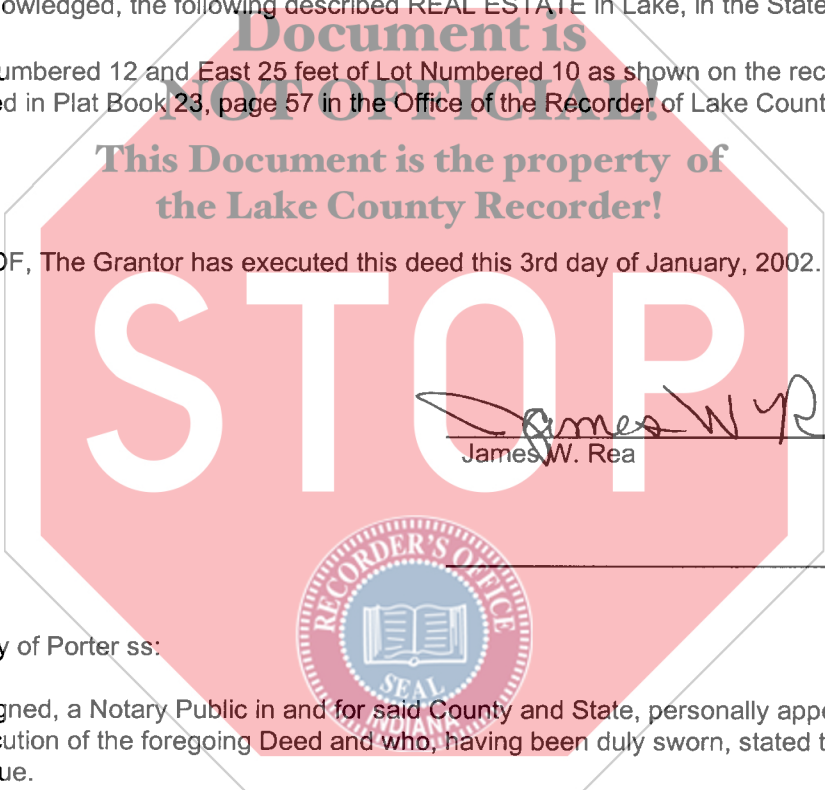 owledged, the following described REAL ESTATE in Lake, in the State
Document is
umbered 12 and East 25 feet of Lot Numbered 10 as shown on the rec
NOT OFFICIAL!
d in Plat Book 23, page 57 in the Office of the Recorder of Lake Count
This Document is the property of
the Lake County Recorder!
OF, The Grantor has executed this deed this 3rd day of January, 2002.
STOP
James W R
James W. Rea
RECORDER'S OFFICE
SEAL
INDIANA
y of Porter ss:
gned, a Notary Public in and for said County and State, personally appe
cution of the foregoing Deed and who, having been duly sworn, stated t
ue.